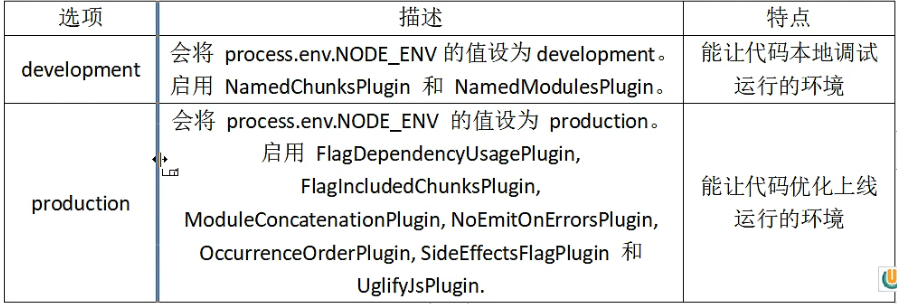 选项 描述 特点
development
会将 process.env.NODE_ENV 的值设为 development。
启用 NamedChunksPlugin 和 NamedModulesPlugin。
能让代码本地调试
运行的环境
production
会将 process.env.NODE_ENV 的值设为 production。
启用 FlagDependencyUsagePlugin,
FlagIncludedChunksPlugin,
ModuleConcatenationPlugin, NoEmitOnErrorsPlugin,
OccurrenceOrderPlugin, SideEffectsFlagPlugin 和
UglifyJsPlugin.
能让代码优化上线
运行的环境